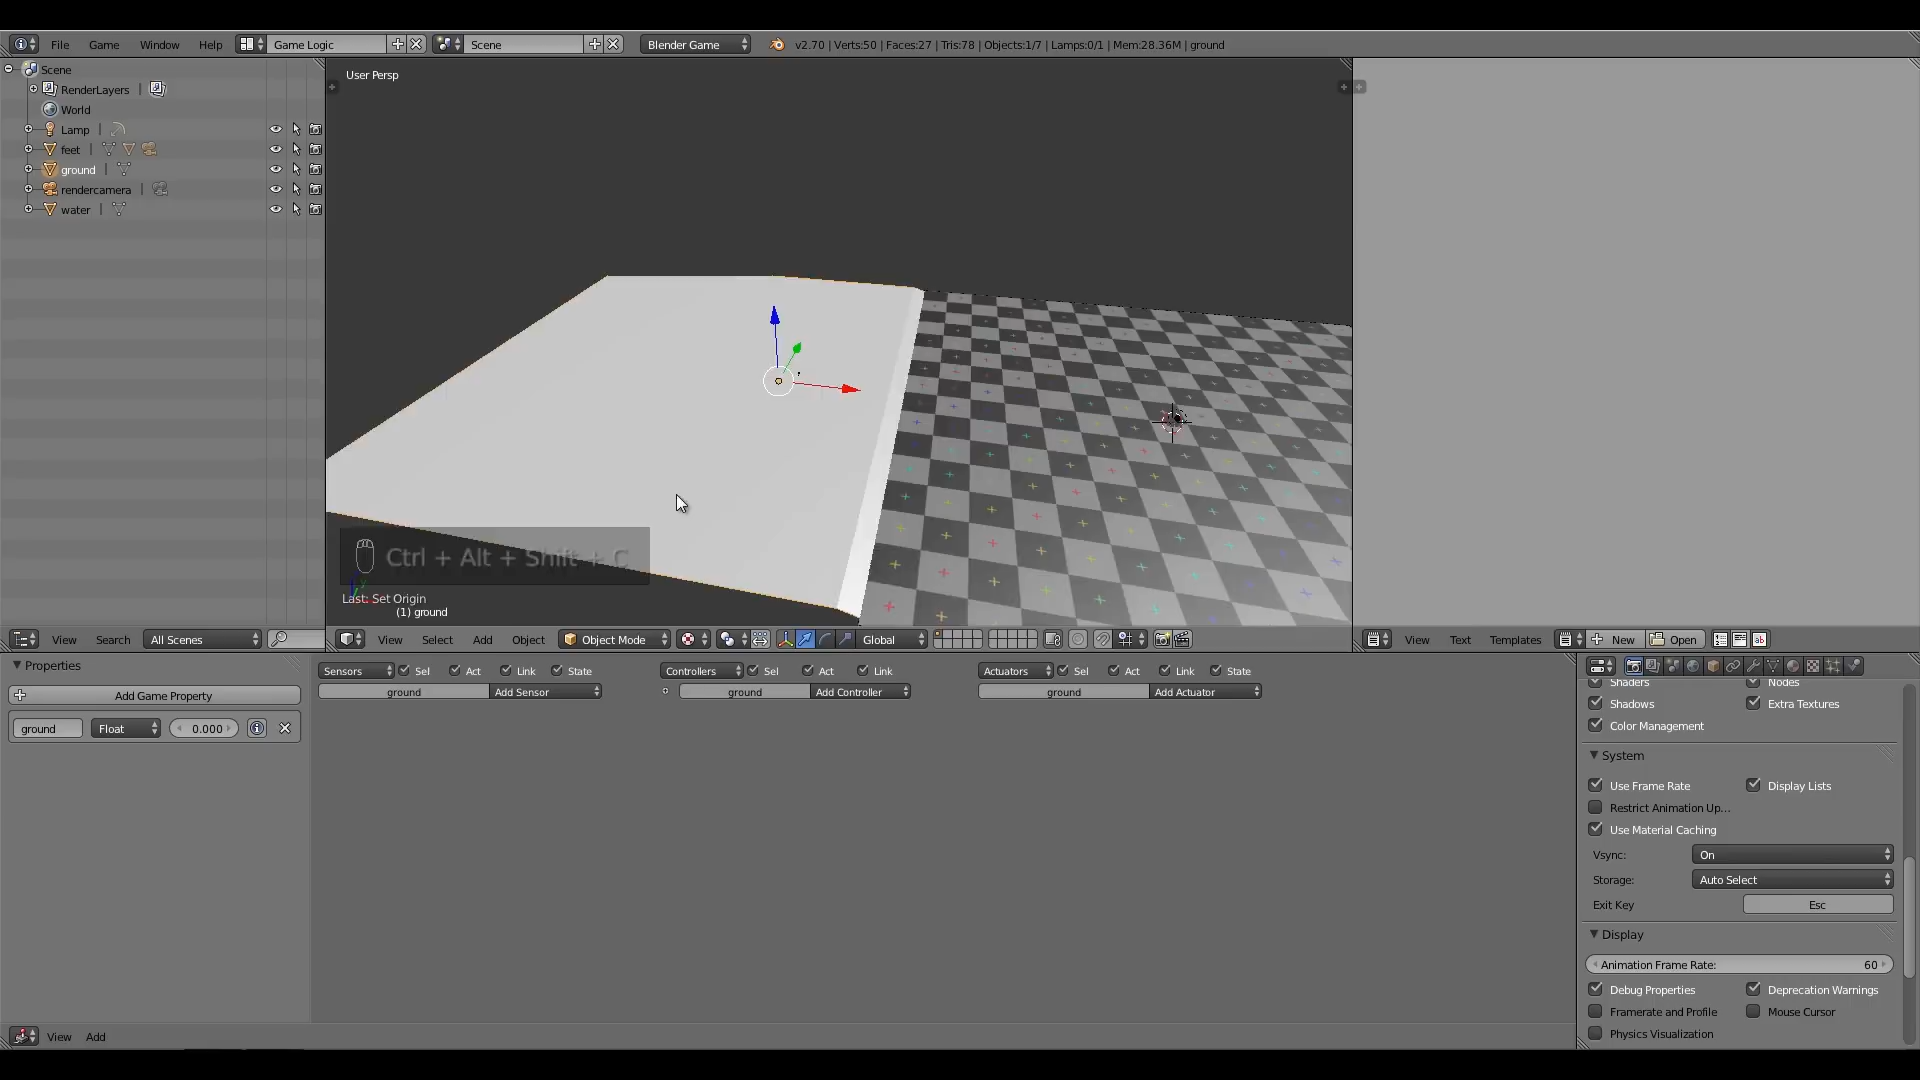 File Game Window Help Game Logic Scene Blender Game v2.70 | Verts:50 | Faces:27 | Tris:78 | Objects:1/7 | Lamps:0/1 | Mem:28.36M | ground
Scene
RenderLayers
World
Lamp
feet
ground
rendercamera
water
User Persp
Ctrl + Alt + Shift + C
Last: Set Origin
(1) ground
View Search All Scenes
View Select Add Object Object Mode Global
View Text Templates New Open
Properties
Add Game Property
ground Float 0.000
Sensors Sel Act Link State
ground Add Sensor
Controllers Sel Act Link
ground Add Controller
Actuators Sel Act Link State
ground Add Actuator
View Add
Shaders Nodes
Shadows Extra Textures
Color Management
System
Use Frame Rate Display Lists
Restrict Animation Up...
Use Material Caching
Vsync: On
Storage: Auto Select
Exit Key Esc
Display
Animation Frame Rate: 60
Debug Properties Deprecation Warnings
Framerate and Profile Mouse Cursor
Physics Visualization